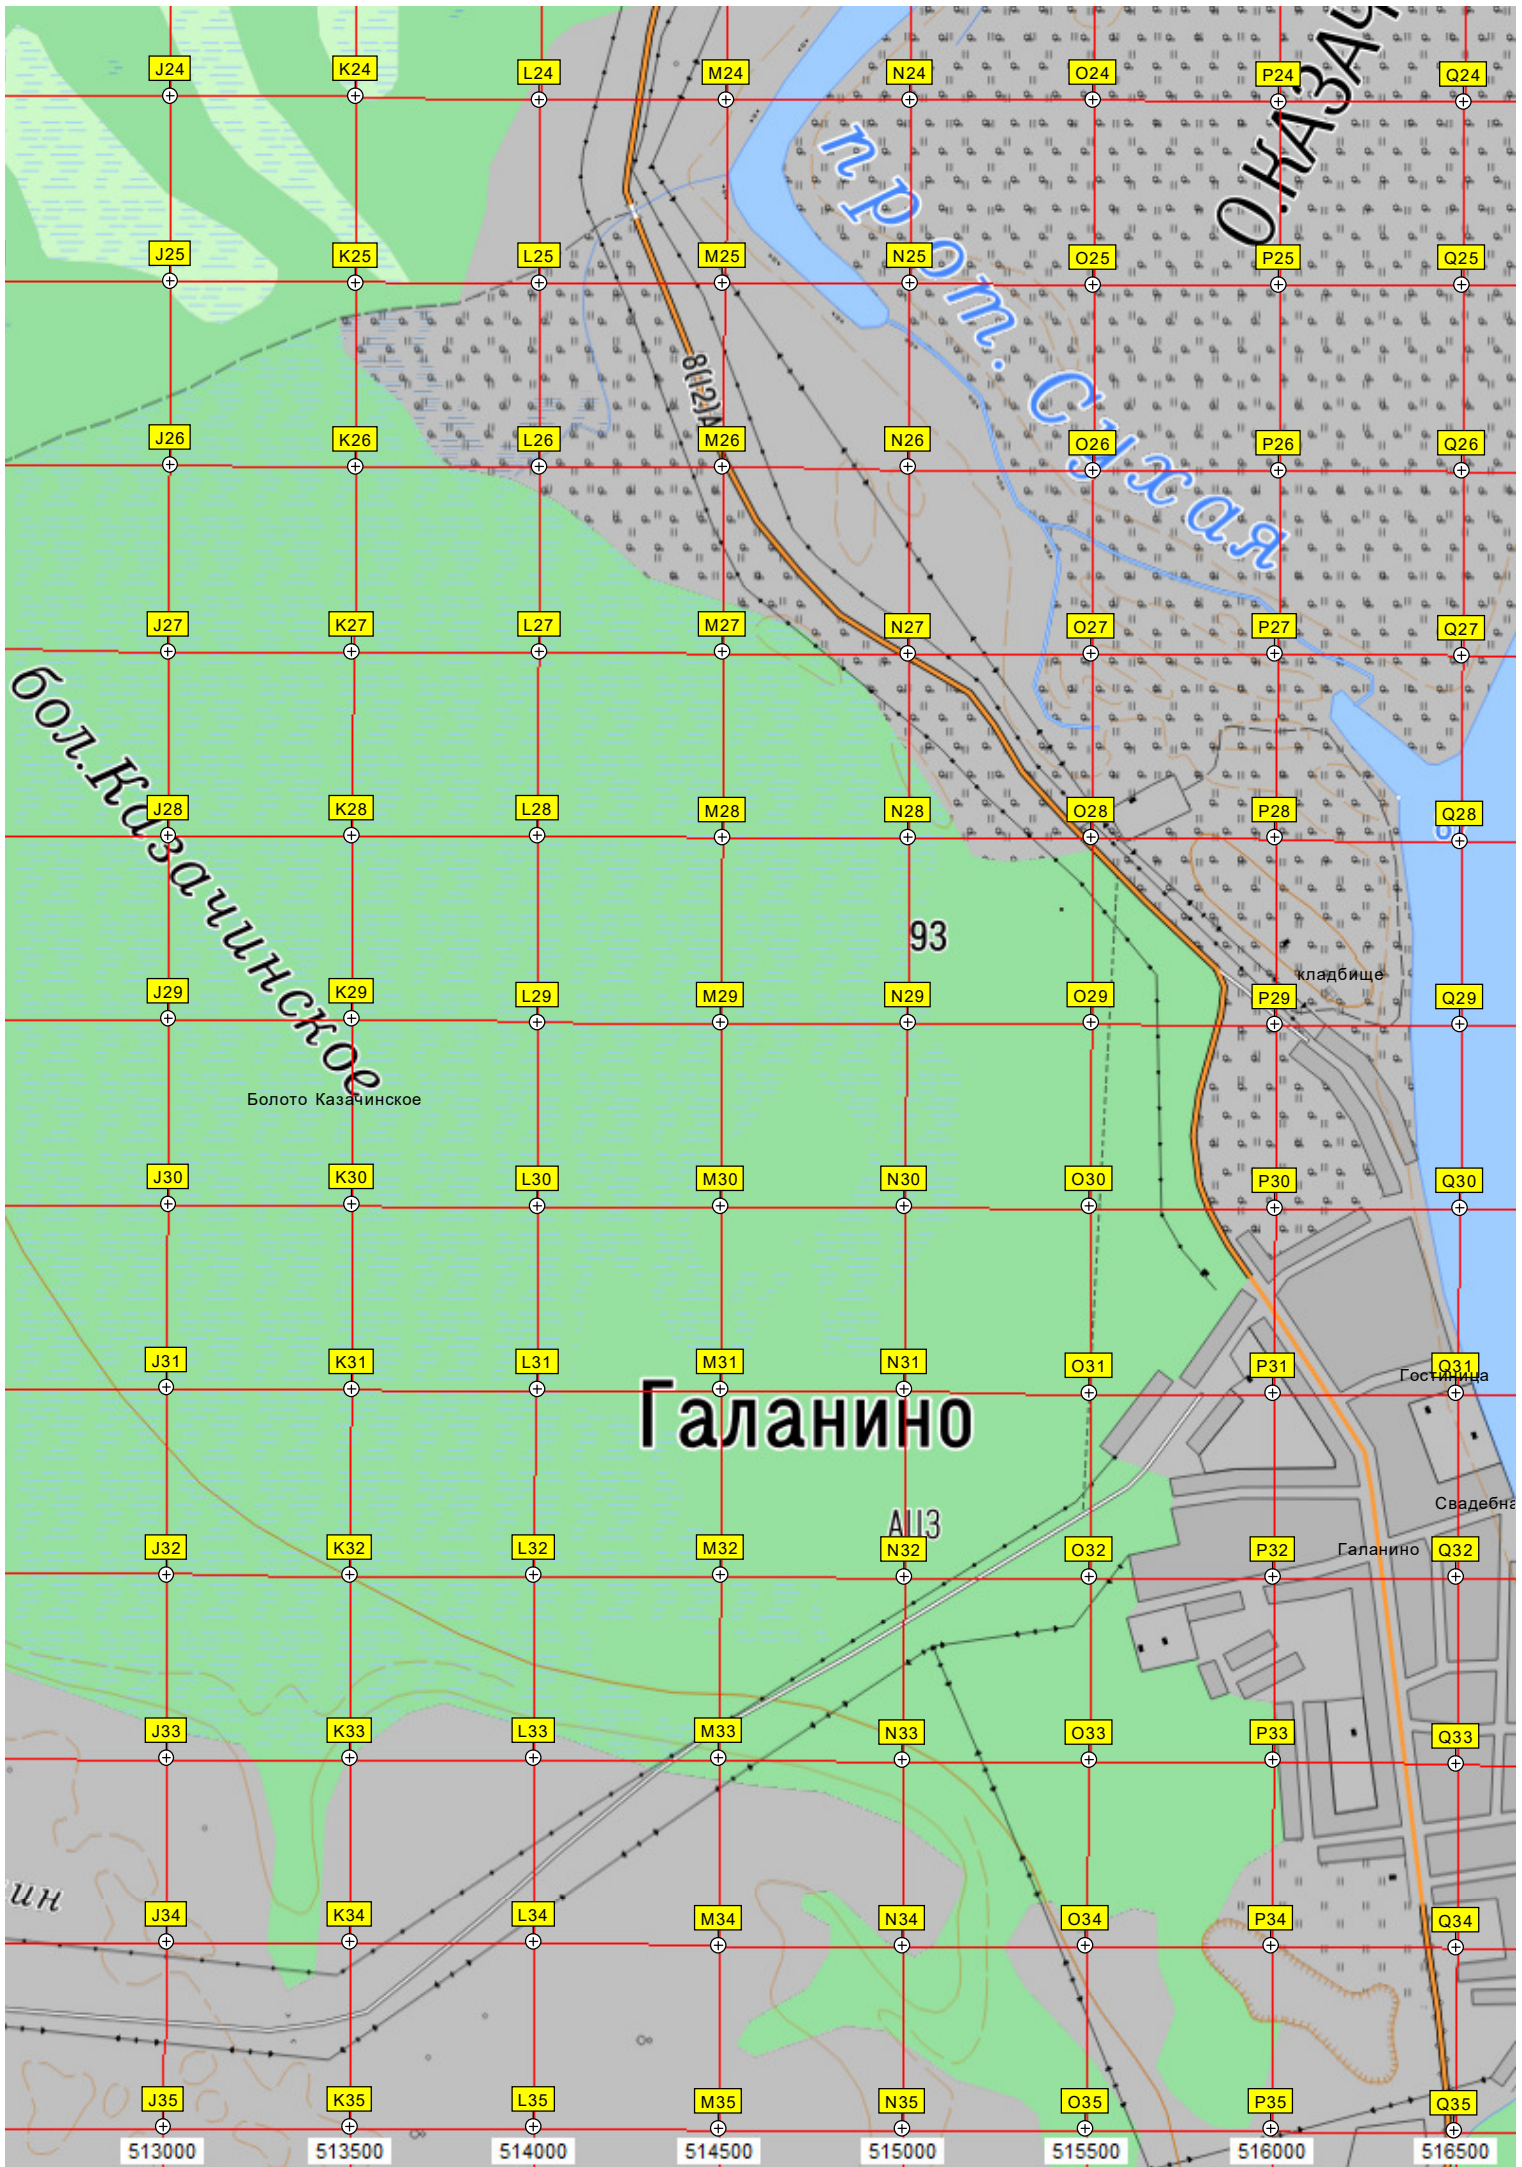 J24 K24 L24 M24 N24 O24 P24 Q24
О.КАЗАЧ
прот. Сухая
J25 K25 L25 M25 N25 O25 P25 Q25
8(12)А
J26 K26 L26 M26 N26 O26 P26 Q26
J27 K27 L27 M27 N27 O27 P27 Q27
бол.Казачинское
J28 K28 L28 M28 N28 O28 P28 Q28
93
кладбище
J29 K29 L29 M29 N29 O29 P29 Q29
Болото Казачинское
J30 K30 L30 M30 N30 O30 P30 Q30
J31 K31 L31 M31 N31 O31 P31 Q31
Гостиница
Галанино
Свадебна
АЦЗ
Галанино
J32 K32 L32 M32 N32 O32 P32 Q32
J33 K33 L33 M33 N33 O33 P33 Q33
ин
J34 K34 L34 M34 N34 O34 P34 Q34
J35 K35 L35 M35 N35 O35 P35 Q35
513000 513500 514000 514500 515000 515500 516000 516500